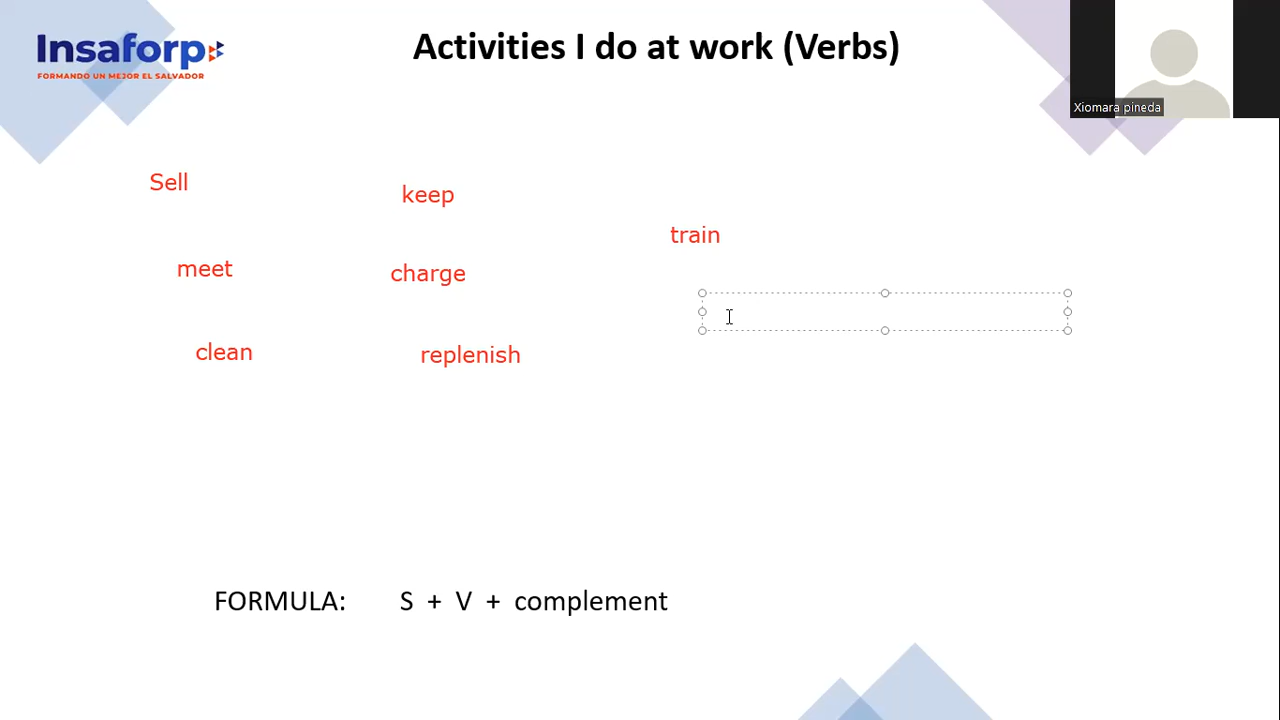 Insaforp
FORMANDO UN MEJOR EL SALVADOR
Activities I do at work (Verbs)
Xiomara pineda
Sell
keep
train
meet
charge
clean
replenish
FORMULA: S + V + complement